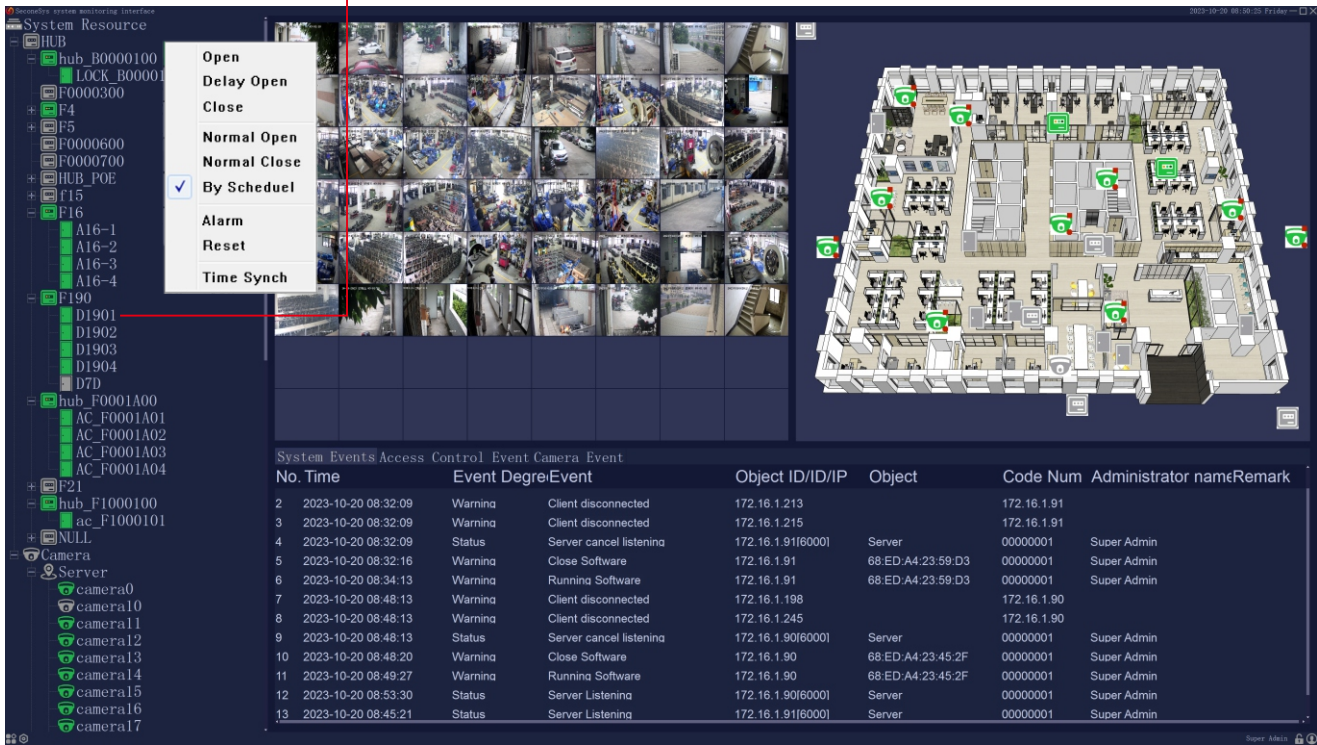 SeconeSys system monitoring interface
2023-10-20 08:50:25 Friday
System Resource
HUB
hub_B0000100
LOCK_B00001
F0000300
F4
F5
F0000600
F0000700
HUB_POE
f15
F16
A16-1
A16-2
A16-3
A16-4
F190
D1901
D1902
D1903
D1904
D7D
hub_F0001A00
AC_F0001A01
AC_F0001A02
AC_F0001A03
AC_F0001A04
F21
hub_F1000100
ac_F1000101
NULL
Camera
Server
camera0
camera10
camera11
camera12
camera13
camera14
camera15
camera16
camera17
Open
Delay Open
Close
Normal Open
Normal Close
By Scheduel
Alarm
Reset
Time Synch
System Events Access Control Event Camera Event
No. Time Event Degre Event Object ID/ID/IP Object Code Num Administrator name Remark
2 2023-10-20 08:32:09 Warning Client disconnected 172.16.1.213 172.16.1.91
3 2023-10-20 08:32:09 Warning Client disconnected 172.16.1.215 172.16.1.91
4 2023-10-20 08:32:09 Status Server cancel listening 172.16.1.91[6000] Server 00000001 Super Admin
5 2023-10-20 08:32:16 Warning Close Software 172.16.1.91 68:ED:A4:23:59:D3 00000001 Super Admin
6 2023-10-20 08:34:13 Warning Running Software 172.16.1.91 68:ED:A4:23:59:D3 00000001 Super Admin
7 2023-10-20 08:48:13 Warning Client disconnected 172.16.1.198 172.16.1.90
8 2023-10-20 08:48:13 Warning Client disconnected 172.16.1.245 172.16.1.90
9 2023-10-20 08:48:13 Status Server cancel listening 172.16.1.90[6000] Server 00000001 Super Admin
10 2023-10-20 08:48:20 Warning Close Software 172.16.1.90 68:ED:A4:23:45:2F 00000001 Super Admin
11 2023-10-20 08:49:27 Warning Running Software 172.16.1.90 68:ED:A4:23:45:2F 00000001 Super Admin
12 2023-10-20 08:53:30 Status Server Listening 172.16.1.90[6000] Server 00000001 Super Admin
13 2023-10-20 08:45:21 Status Server Listening 172.16.1.91[6000] Server 00000001 Super Admin
Super Admin